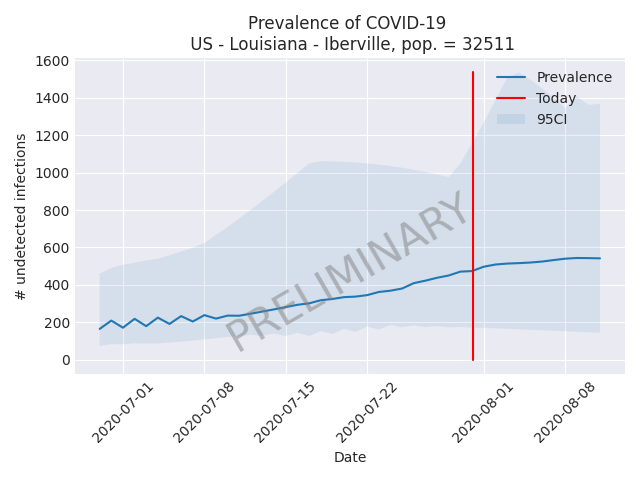 Prevalence of COVID-19
US - Louisiana - Iberville, pop. = 32511
1600
1400
1200
1000
800
600
400
200
0
# undetected infections
Prevalence
Today
95CI
PRELIMINARY
2020-07-01
2020-07-08
2020-07-15
2020-07-22
2020-08-01
2020-08-08
Date